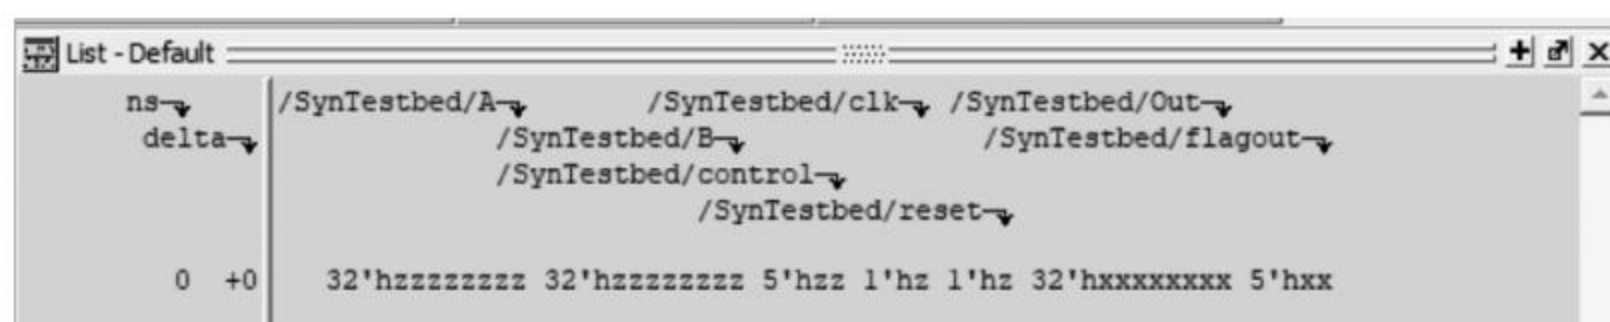 List - Default
ns /SynTestbed/A /SynTestbed/clk /SynTestbed/Out
delta /SynTestbed/B /SynTestbed/flagout
/SynTestbed/control
/SynTestbed/reset
0 +0 32'hzzzzzzzz 32'hzzzzzzzz 5'hzz 1'hz 1'hz 32'hxxxxxxxx 5'hxx